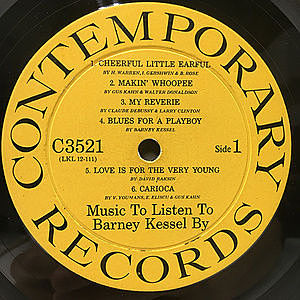 CONTEMPORARY
1. CHEERFUL LITTLE EARFUL
BY H. WARREN, I. GERSHWIN & B. ROSE
2. MAKIN' WHOOPEE
BY GUS KAHN & WALTER DONALDSON
3. MY REVERIE
BY CLAUDE DEBUSSY & LARRY CLINTON
4. BLUES FOR A PLAYBOY
BY BARNEY KESSEL
C3521
(LKL 12-111)
Side 1
5. LOVE IS FOR THE VERY YOUNG
BY DAVID RAKSIN
6. CARIOCA
BY V. YOUMANS, E. ELISCU & GUS KAHN
Music To Listen To
Barney Kessel By
RECORDS